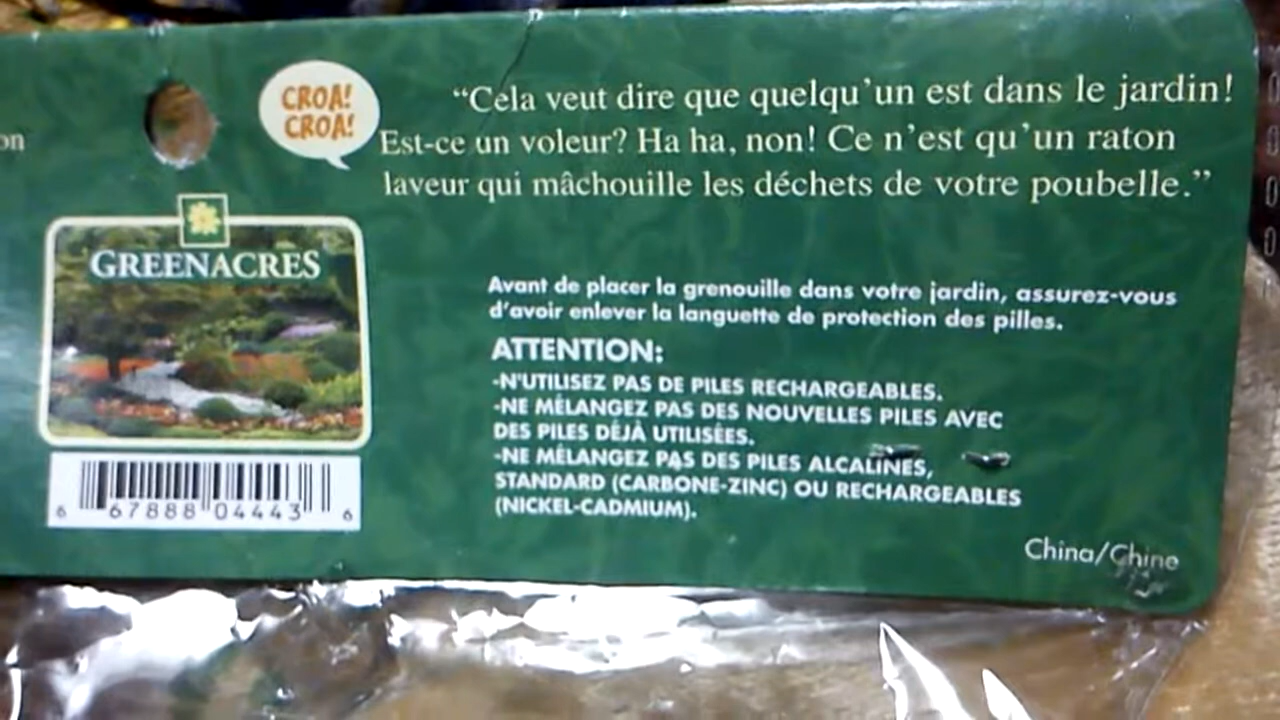 on
CROA!
CROA!
“Cela veut dire que quelqu’un est dans le jardin!
Est-ce un voleur? Ha ha, non! Ce n’est qu’un raton
laveur qui mâchouille les déchets de votre poubelle.”
GREENACRES
Avant de placer la grenouille dans votre jardin, assurez-vous
d’avoir enlever la languette de protection des pilles.
ATTENTION:
-N'UTILISEZ PAS DE PILES RECHARGEABLES.
-NE MÉLANGEZ PAS DES NOUVELLES PILES AVEC
DES PILES DÉJÀ UTILISÉES.
-NE MÉLANGEZ PAS DES PILES ALCALINES,
STANDARD (CARBONE-ZINC) OU RECHARGEABLES
(NICKEL-CADMIUM).
6 67888 04443 6
China/Chine